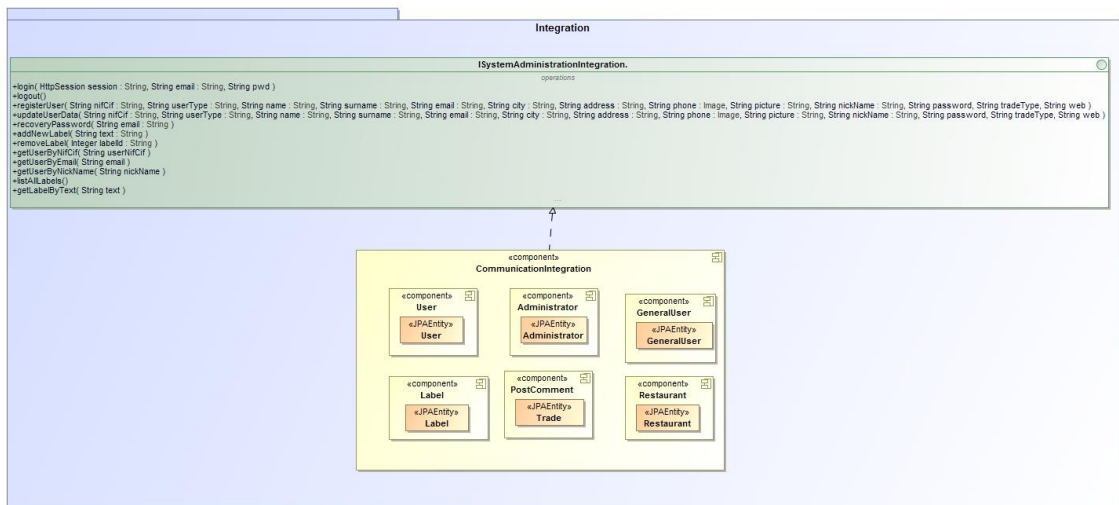 Integration
ISystemAdministrationIntegration.
operations
+login( HttpSession session : String, String email : String, String pwd )
+logout()
+registerUser( String nifCif : String, String userType : String, String name : String, String surname : String, String email : String, String city : String, String address : String, String phone : Image, String picture : String, String nickName : String, String password, String tradeType, String web )
+updateUserData( String nifCif : String, String userType : String, String name : String, String surname : String, String email : String, String city : String, String address : String, String phone : Image, String picture : String, String nickName : String, String password, String tradeType, String web )
+recoveryPassword( String email : String )
+addNewLabel( String text : String )
+removeLabel( Integer labelId : String )
+getUserByNifCif( String userNifCif )
+getUserByEmail( String email )
+getUserByNickName( String nickName )
+listAllLabels()
+getLabelByText( String text )
...
«component»
CommunicationIntegration
«component»
User
«JPAEntity»
User
«component»
Administrator
«JPAEntity»
Administrator
«component»
GeneralUser
«JPAEntity»
GeneralUser
«component»
Label
«JPAEntity»
Label
«component»
PostComment
«JPAEntity»
Trade
«component»
Restaurant
«JPAEntity»
Restaurant